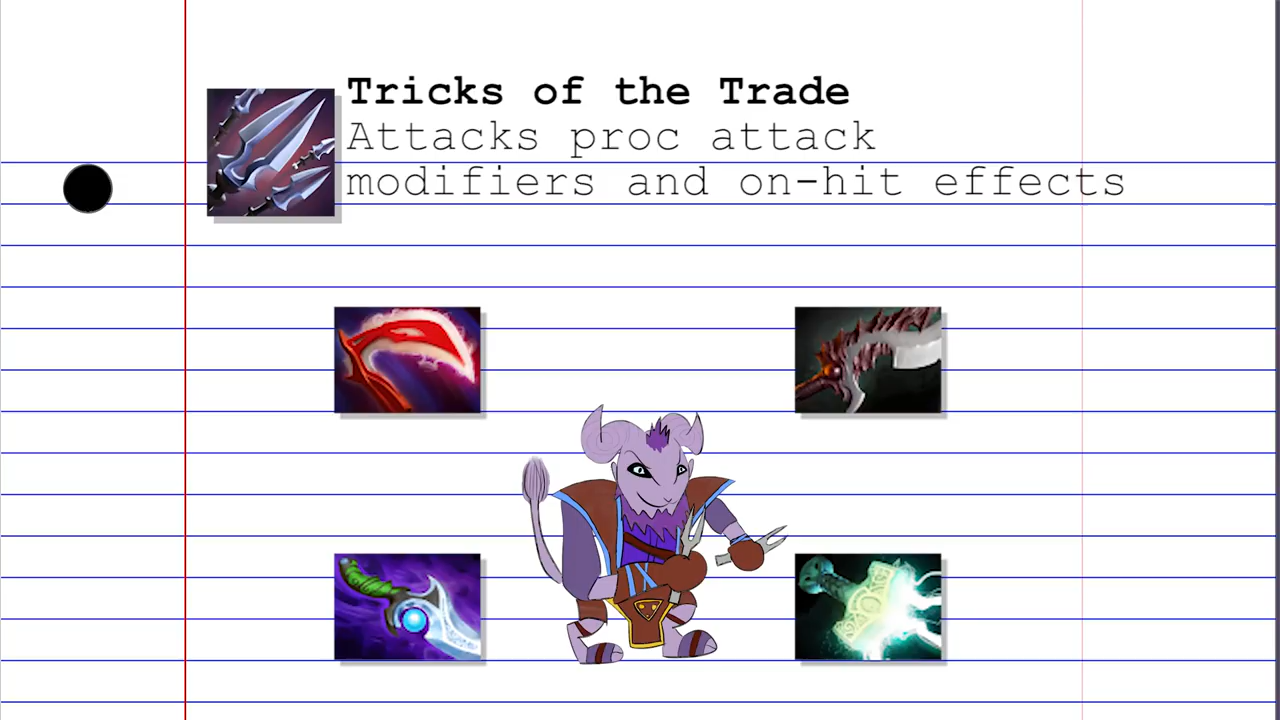 Tricks of the Trade
Attacks proc attack
modifiers and on-hit effects